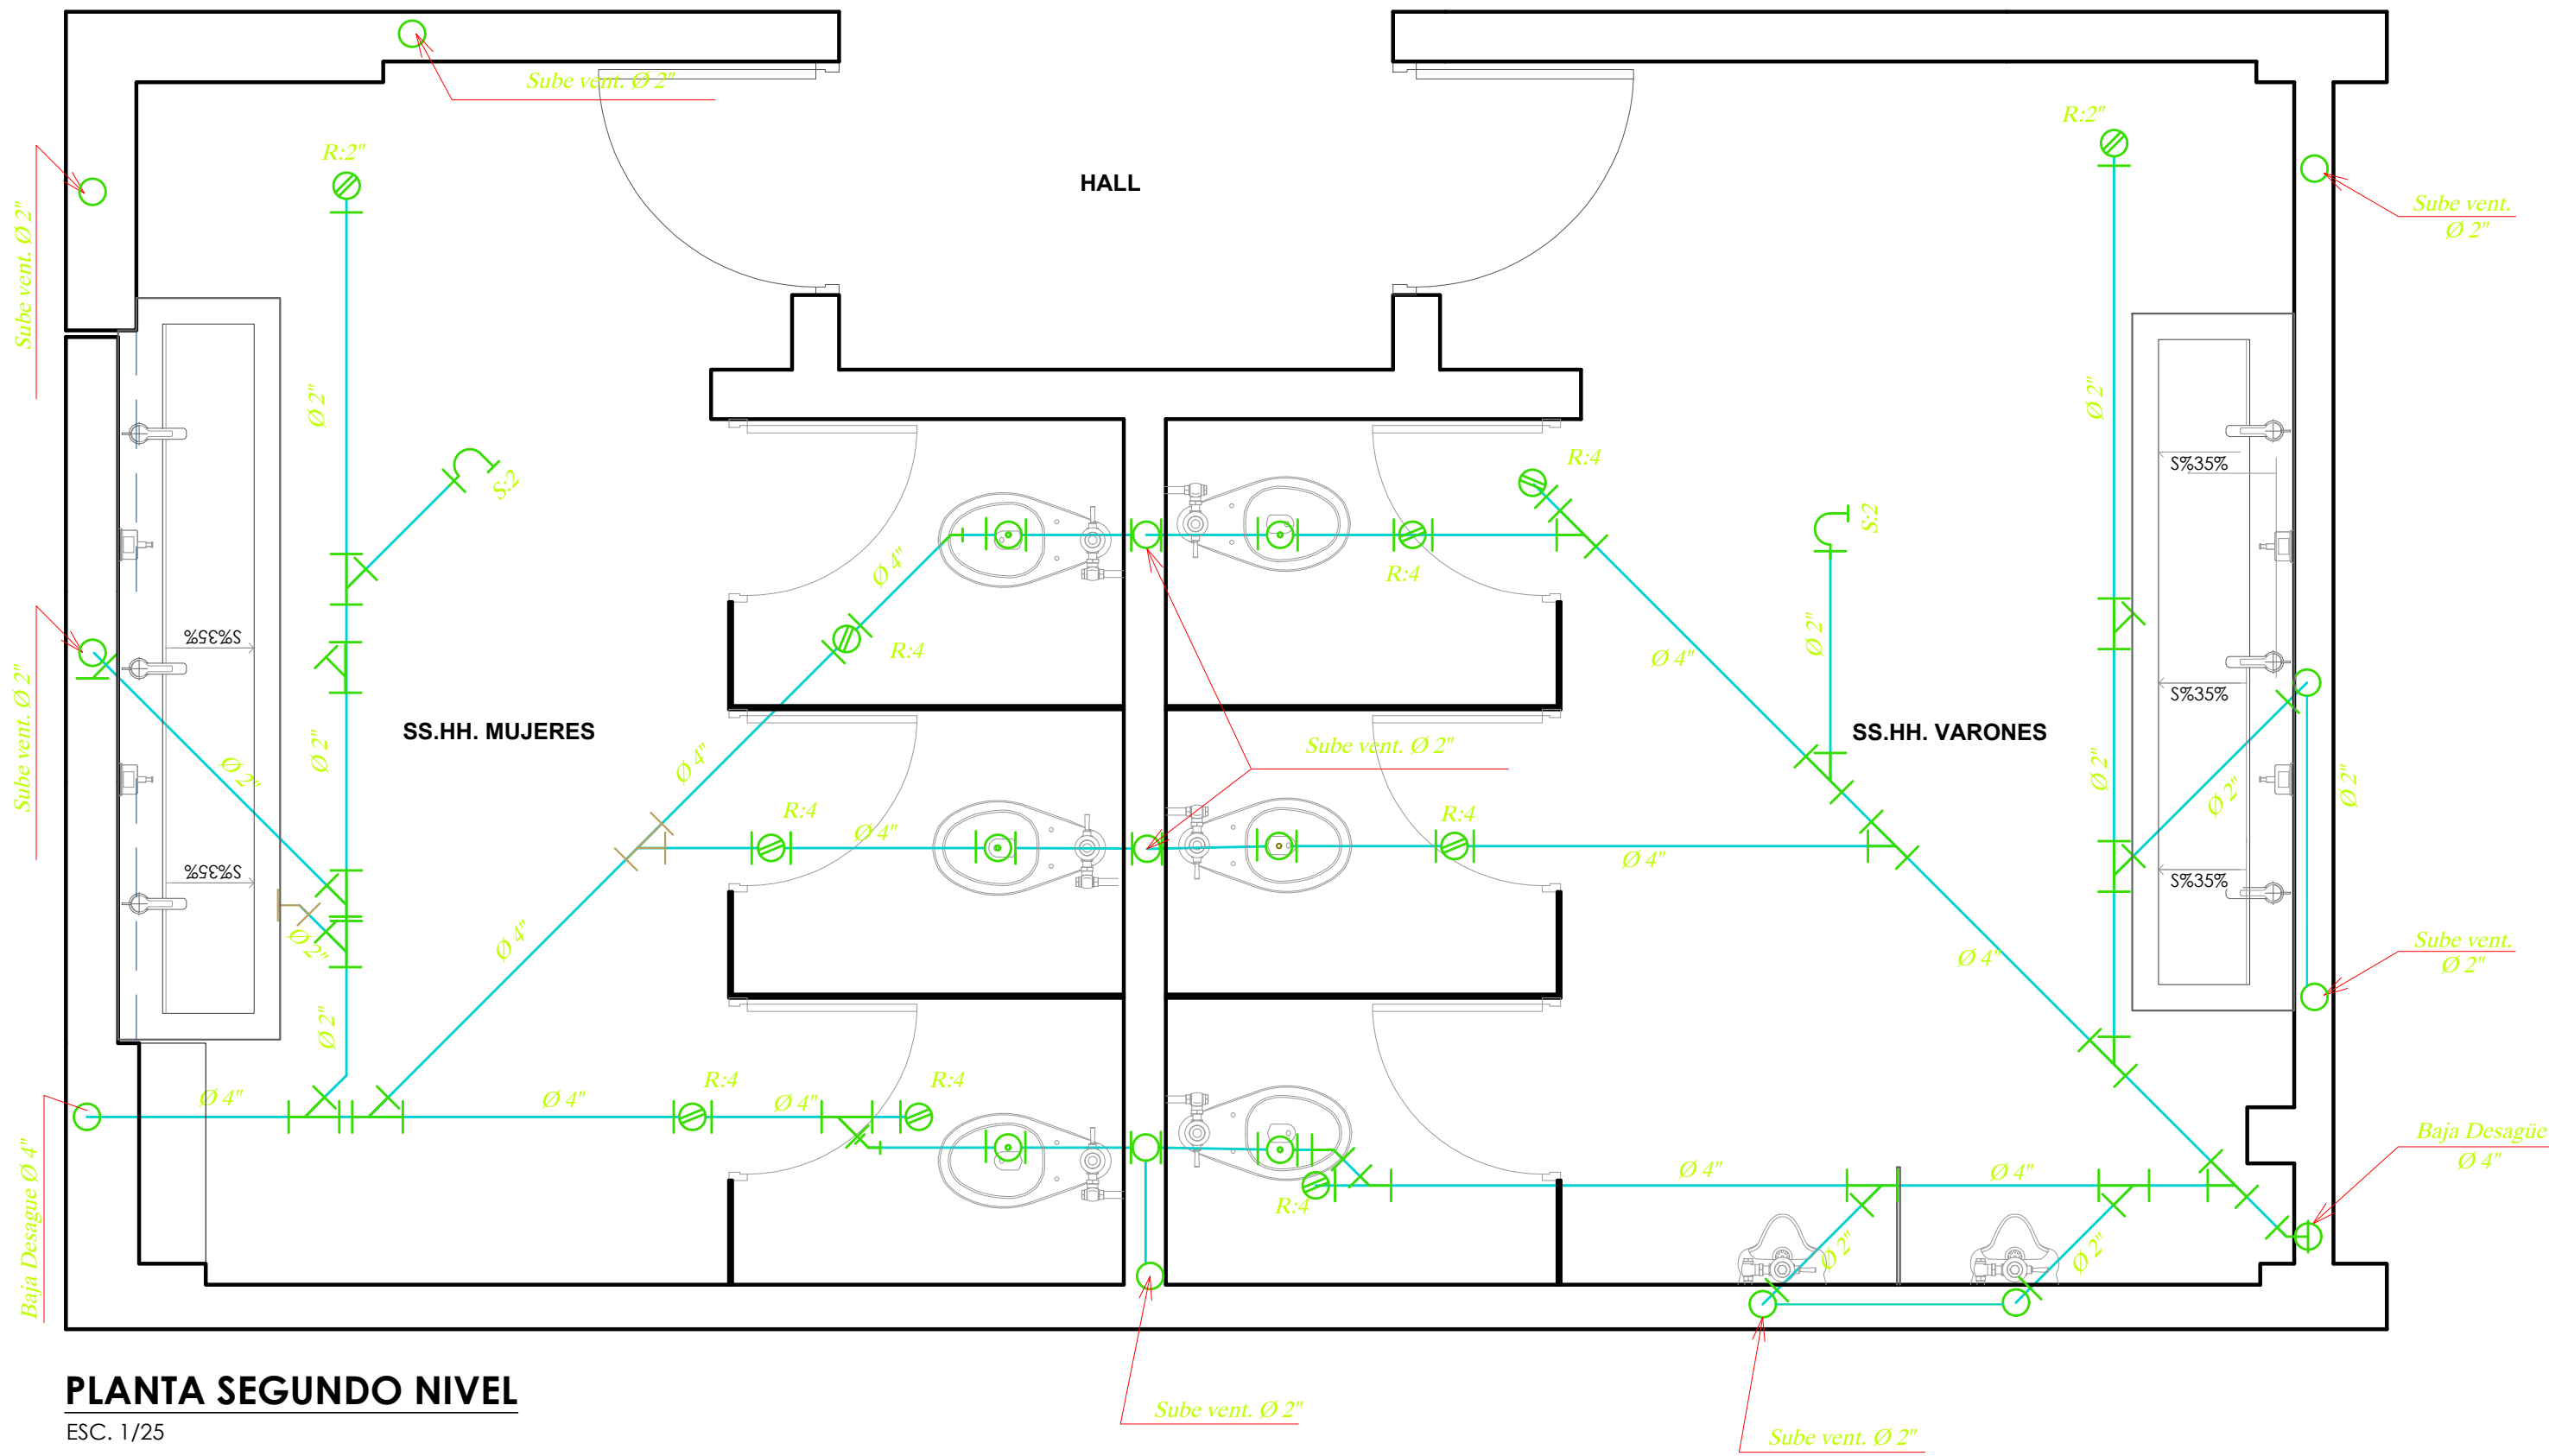 Sube vent. Ø 2"
R:2"
R:2"
HALL
Sube vent. Ø 2"
Sube vent.
Ø 2"
Ø 2"
Ø 2"
R:4
S%35%
S:2
S:2
Ø 4"
R:4
S%35%
R:4
Ø 2"
Ø 4"
Sube vent. Ø 2"
S%35%
SS.HH. MUJERES
SS.HH. VARONES
Sube vent. Ø 2"
Ø 2"
Ø 4"
Ø 2"
Ø 2"
Ø 2"
Ø 2"
R:4
R:4
Ø 4"
Ø 4"
S%35%
S%35%
Ø 2"
Ø 4"
Ø 4"
Sube vent.
Ø 2"
Ø 2"
R:4
R:4
Ø 4"
Ø 4"
Ø 4"
Baja Desague Ø 4"
Baja Desagüe
Ø 4"
Ø 4"
Ø 4"
R:4
Ø 2"
Ø 2"
PLANTA SEGUNDO NIVEL
ESC. 1/25
Sube vent. Ø 2"
Sube vent. Ø 2"